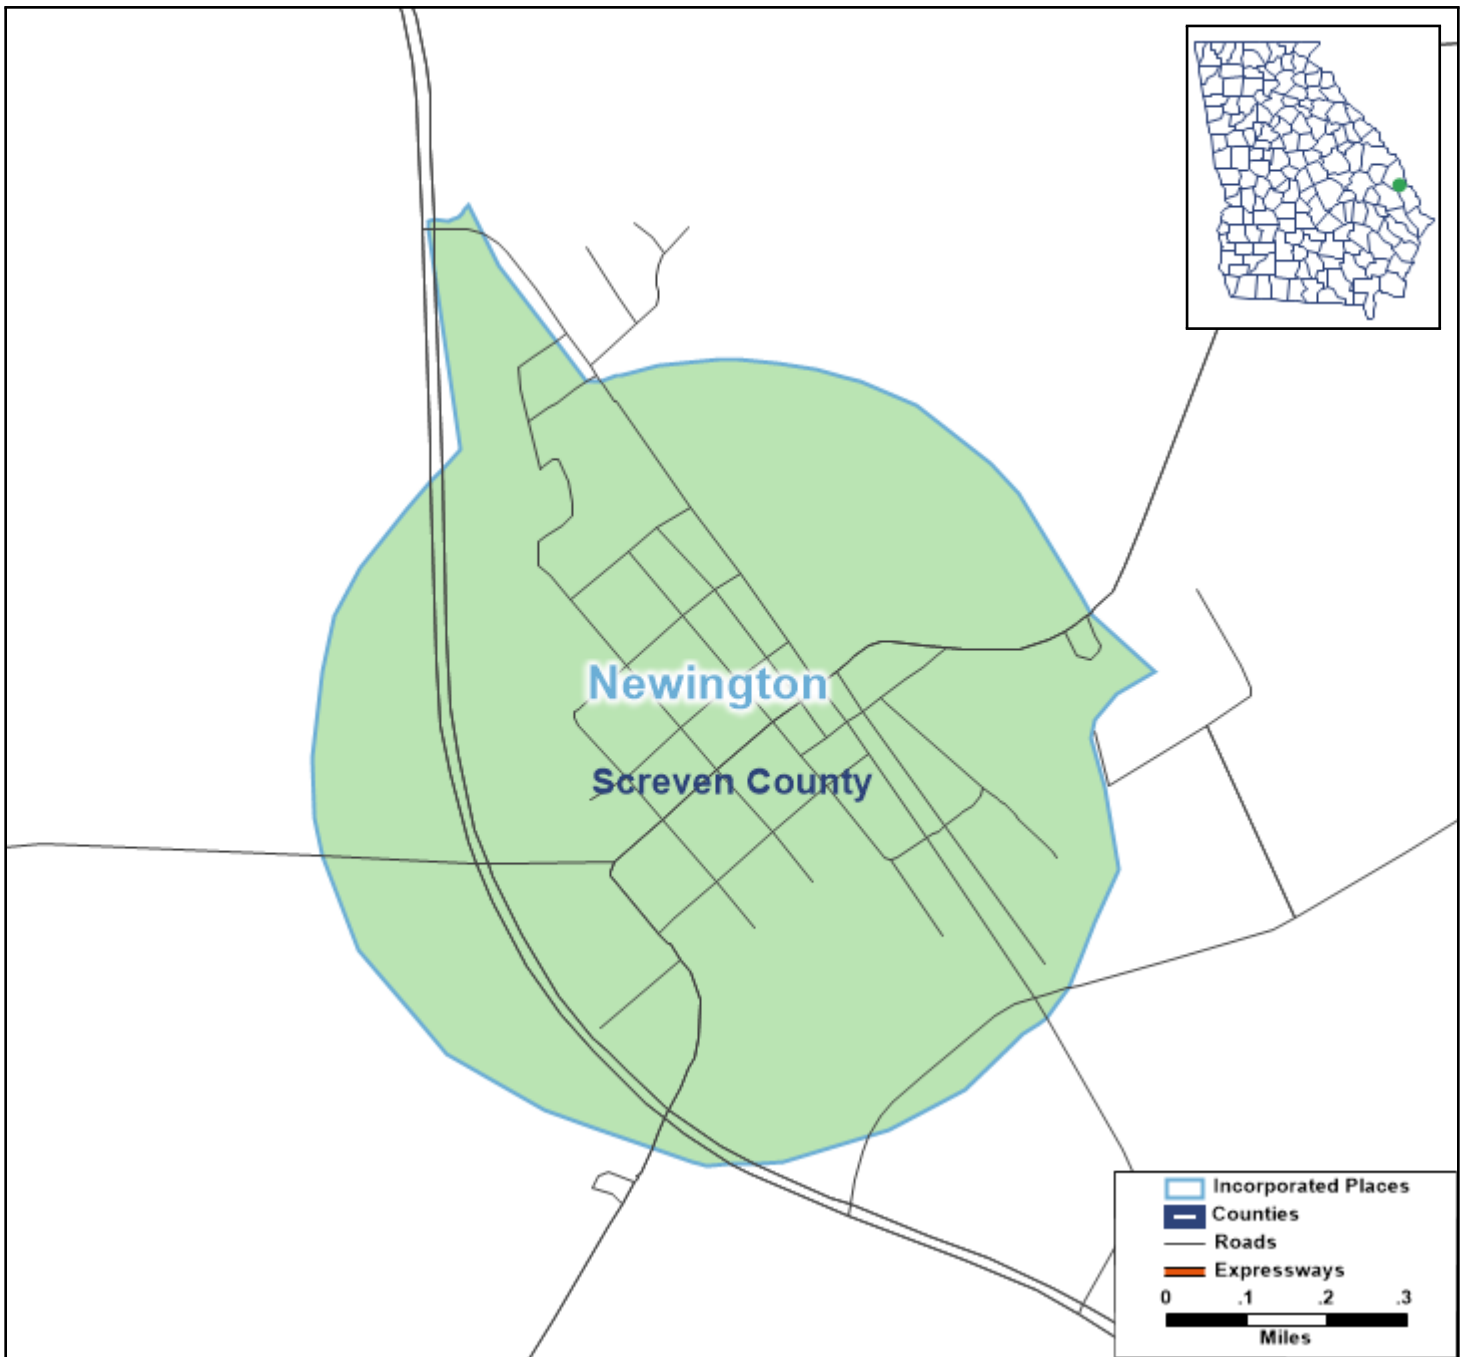 Newington
Screven County
Incorporated Places
Counties
Roads
Expressways
0 .1 .2 .3
Miles